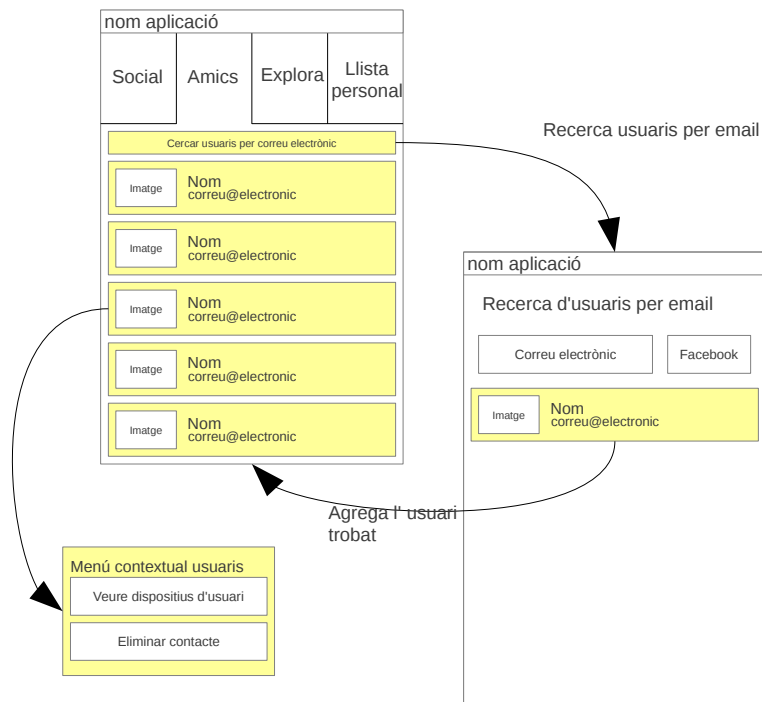 nom aplicació
Social
Amics
Explora
Llista
personal
Cercar usuaris per correu electrònic
Imatge
Nom
correu@electronic
Imatge
Nom
correu@electronic
Imatge
Nom
correu@electronic
Imatge
Nom
correu@electronic
Imatge
Nom
correu@electronic
Recerca usuaris per email
nom aplicació
Recerca d'usuaris per email
Correu electrònic
Facebook
Imatge
Nom
correu@electronic
Agrega l' usuari
trobat
Menú contextual usuaris
Veure dispositius d'usuari
Eliminar contacte